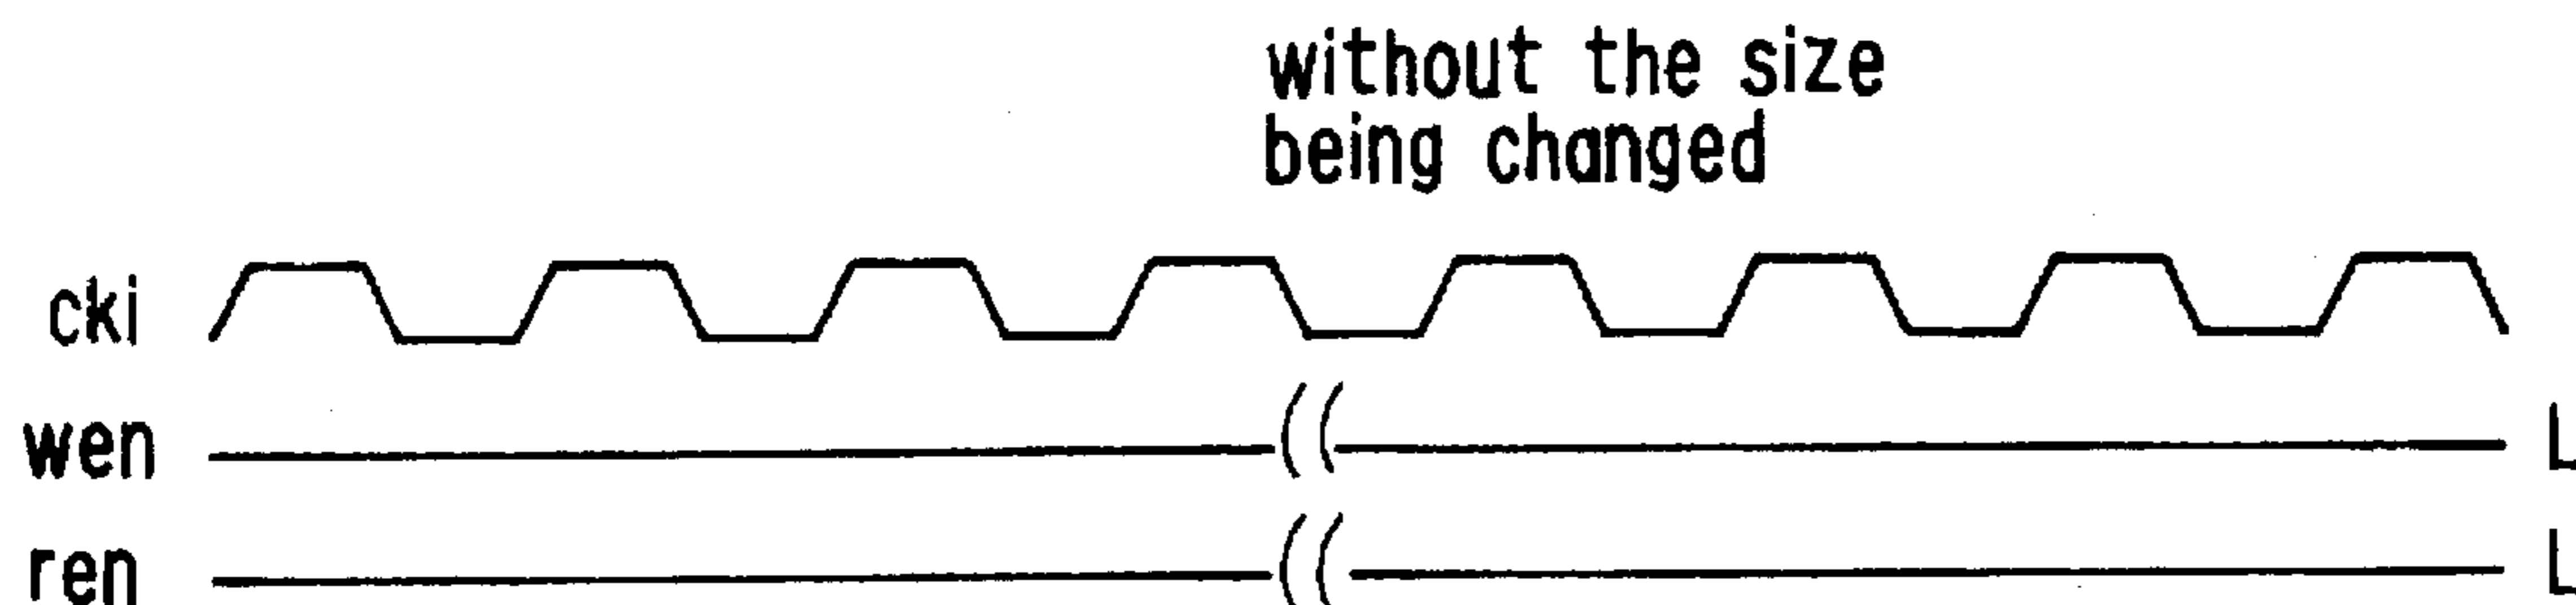 without the size
being changed
cki
wen L
ren L